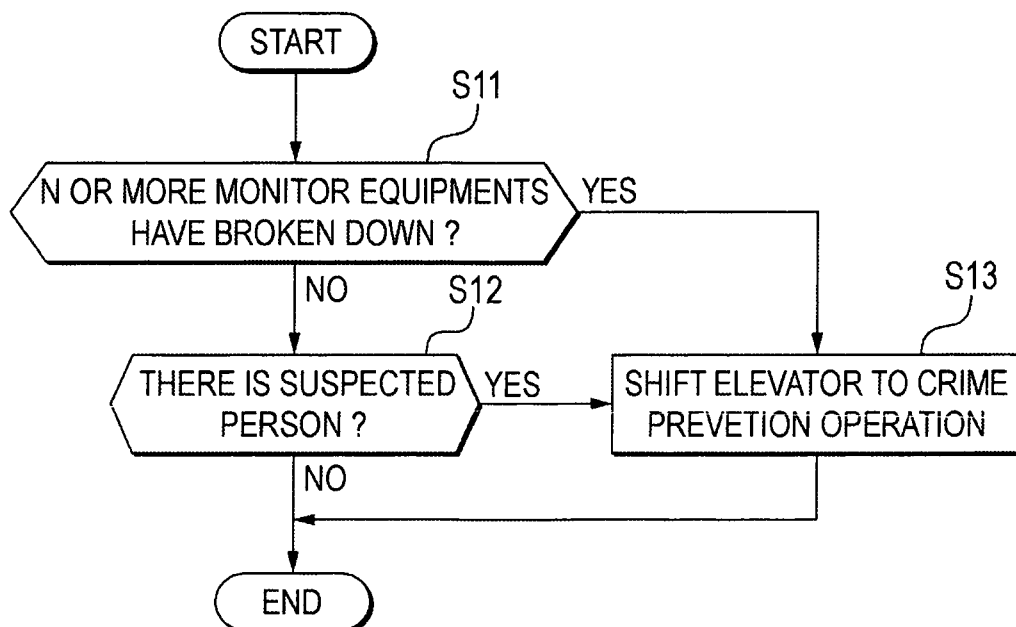 START
S11
N OR MORE MONITOR EQUIPMENTS
HAVE BROKEN DOWN ?
YES
NO
S12
S13
THERE IS SUSPECTED
PERSON ?
YES
SHIFT ELEVATOR TO CRIME
PREVETION OPERATION
NO
END